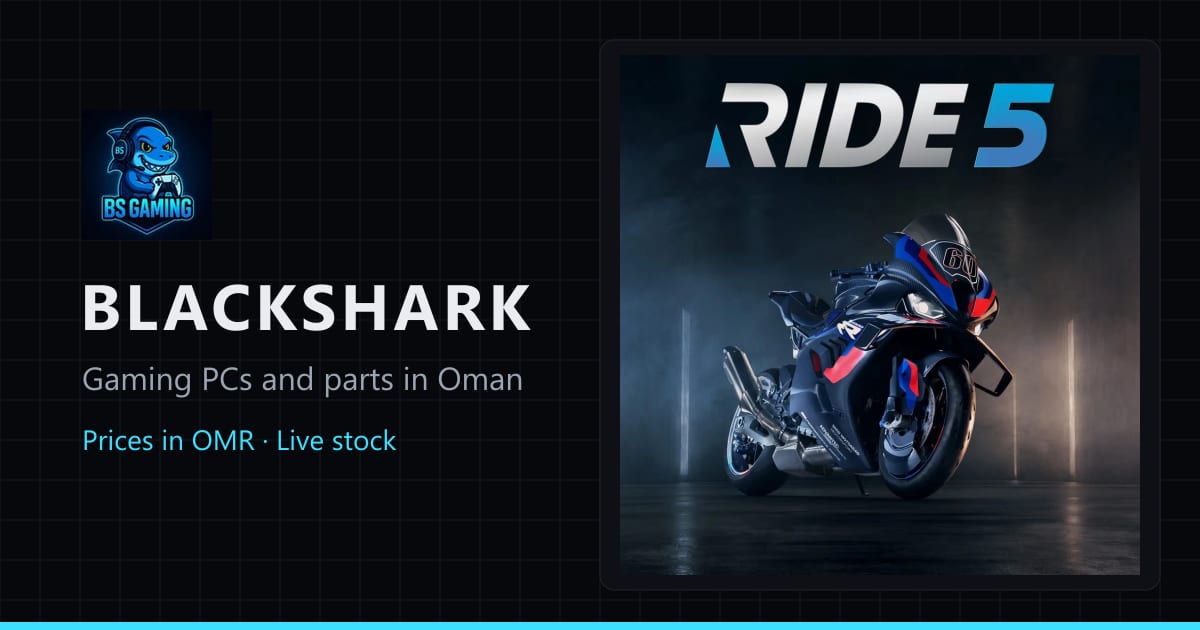 BS
BS GAMING
BLACKSHARK
Gaming PCs and parts in Oman
Prices in OMR · Live stock
RIDE 5
60
M